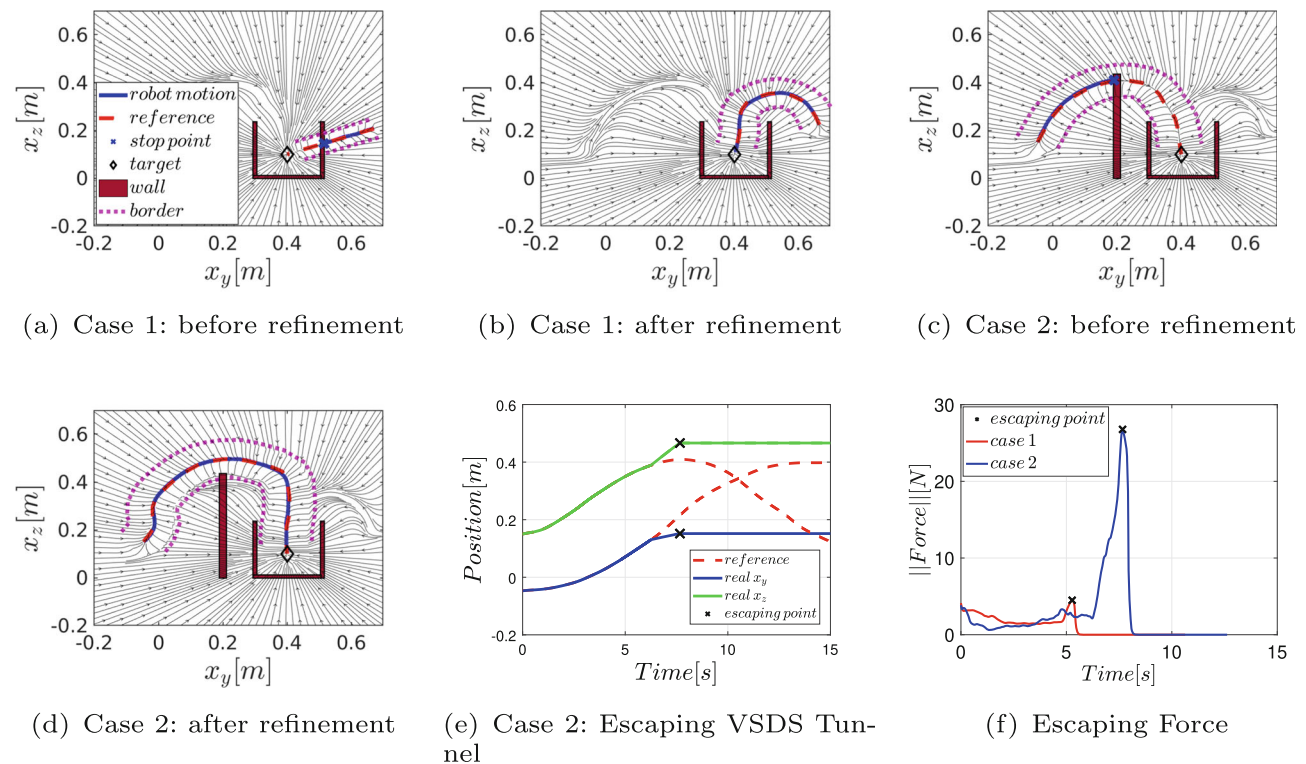 0.6
0.4
0.2
0
-0.2
-0.2 0 0.2 0.4 0.6
x_z[m]
x_y[m]
robot motion
reference
stop point
target
wall
border
(a) Case 1: before refinement
0.6
0.4
0.2
0
-0.2
-0.2 0 0.2 0.4 0.6
x_z[m]
x_y[m]
(b) Case 1: after refinement
0.6
0.4
0.2
0
-0.2
-0.2 0 0.2 0.4 0.6
x_z[m]
x_y[m]
(c) Case 2: before refinement
0.6
0.4
0.2
0
-0.2
-0.2 0 0.2 0.4 0.6
x_z[m]
x_y[m]
(d) Case 2: after refinement
0.6
0.4
0.2
0
-0.2
0 5 10 15
Position[m]
Time[s]
reference
real x_y
real x_z
escaping point
(e) Case 2: Escaping VSDS Tun-
nel
30
20
10
0
0 5 10 15
||Force||[N]
Time[s]
escaping point
case 1
case 2
(f) Escaping Force